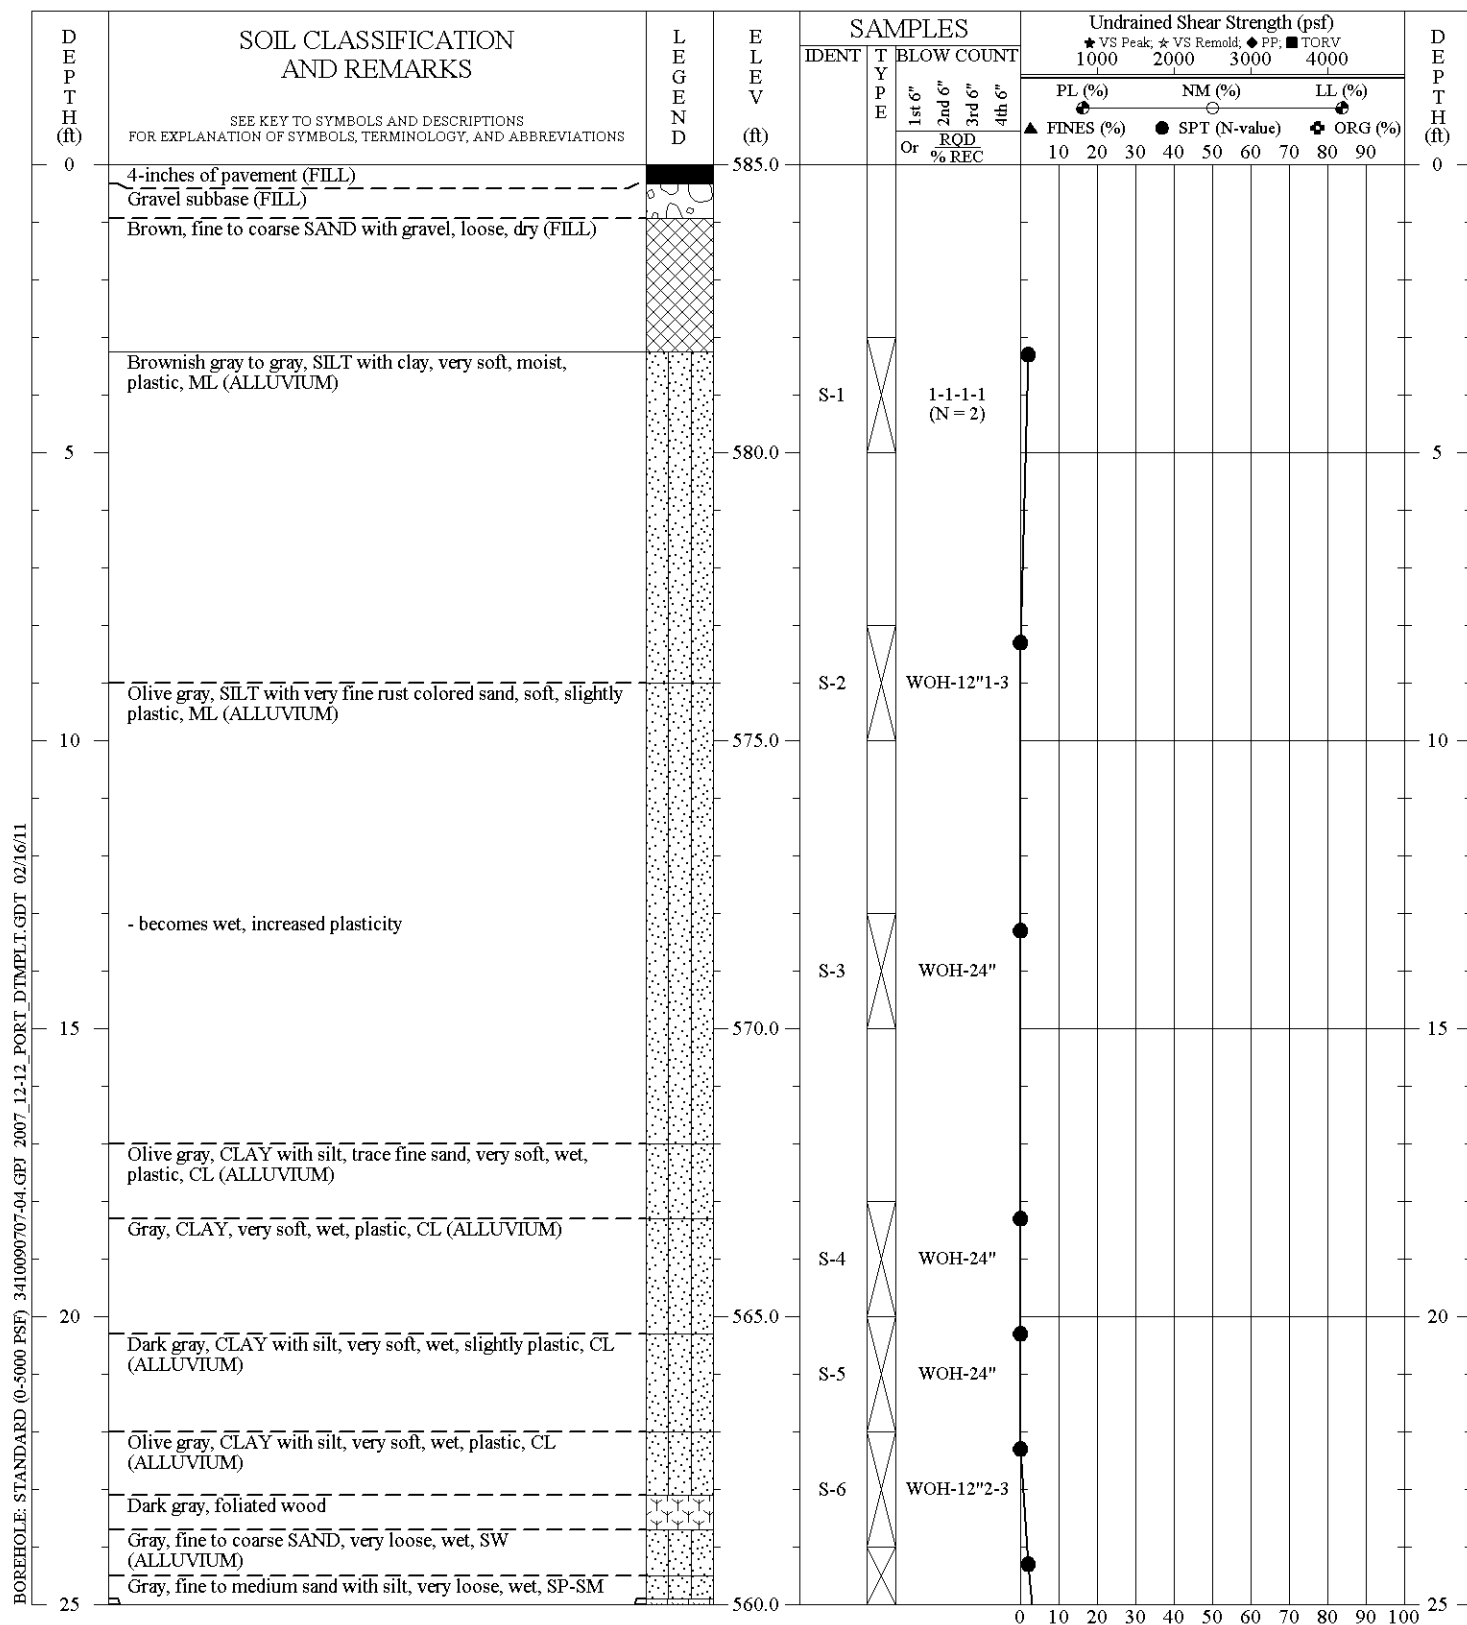 DEPTH
(ft)
SOIL CLASSIFICATION
AND REMARKS
SEE KEY TO SYMBOLS AND DESCRIPTIONS
FOR EXPLANATION OF SYMBOLS, TERMINOLOGY, AND ABBREVIATIONS
LEGEND
ELEV
(ft)
SAMPLES
IDENT
TYPE
BLOW COUNT
1st 6"
2nd 6"
3rd 6"
4th 6"
Or RQD
% REC
Undrained Shear Strength (psf)
★ VS Peak; ☆ VS Remold; ◆ PP; ■ TORV
1000 2000 3000 4000
PL (%) NM (%) LL (%)
▲ FINES (%) ● SPT (N-value) ✚ ORG (%)
10 20 30 40 50 60 70 80 90
DEPTH
(ft)
0 585.0 0
4-inches of pavement (FILL)
Gravel subbase (FILL)
Brown, fine to coarse SAND with gravel, loose, dry (FILL)
Brownish gray to gray, SILT with clay, very soft, moist,
plastic, ML (ALLUVIUM)
S-1 1-1-1-1
(N = 2)
5 580.0 5
Olive gray, SILT with very fine rust colored sand, soft, slightly
plastic, ML (ALLUVIUM)
S-2 WOH-12"1-3
10 575.0 10
- becomes wet, increased plasticity
S-3 WOH-24"
15 570.0 15
Olive gray, CLAY with silt, trace fine sand, very soft, wet,
plastic, CL (ALLUVIUM)
Gray, CLAY, very soft, wet, plastic, CL (ALLUVIUM)
S-4 WOH-24"
20 565.0 20
Dark gray, CLAY with silt, very soft, wet, slightly plastic, CL
(ALLUVIUM)
S-5 WOH-24"
Olive gray, CLAY with silt, very soft, wet, plastic, CL
(ALLUVIUM)
S-6 WOH-12"2-3
Dark gray, foliated wood
Gray, fine to coarse SAND, very loose, wet, SW
(ALLUVIUM)
Gray, fine to medium sand with silt, very loose, wet, SP-SM
25 560.0 25
0 10 20 30 40 50 60 70 80 90 100
BOREHOLE: STANDARD (0-5000 PSF) 3410090707-04.GPJ 2007_12-12_PORT_DTMPLT.GDT 02/16/11